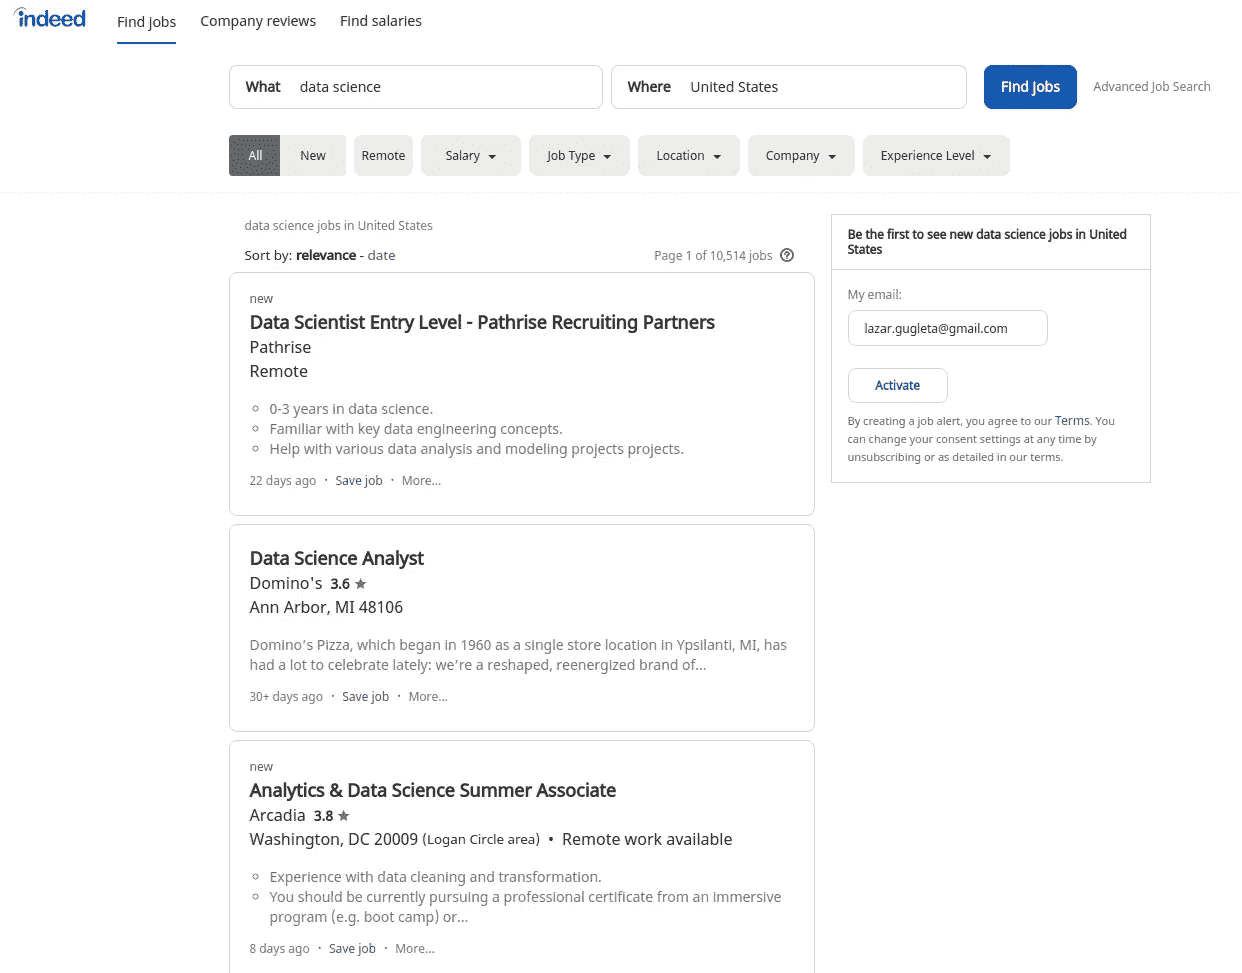 indeed
Find jobs Company reviews Find salaries
What data science Where United States Find Jobs Advanced Job Search
All New Remote Salary Job Type Location Company Experience Level
data science jobs in United States
Sort by: relevance - date Page 1 of 10,514 jobs
new
Data Scientist Entry Level - Pathrise Recruiting Partners
Pathrise
Remote
0-3 years in data science.
Familiar with key data engineering concepts.
Help with various data analysis and modeling projects projects.
22 days ago · Save job · More...
Data Science Analyst
Domino's 3.6 ★
Ann Arbor, MI 48106
Domino's Pizza, which began in 1960 as a single store location in Ypsilanti, MI, has
had a lot to celebrate lately: we're a reshaped, reenergized brand of...
30+ days ago · Save job · More...
new
Analytics & Data Science Summer Associate
Arcadia 3.8 ★
Washington, DC 20009 (Logan Circle area) • Remote work available
Experience with data cleaning and transformation.
You should be currently pursuing a professional certificate from an immersive
program (e.g. boot camp) or...
8 days ago · Save job · More...
Be the first to see new data science jobs in United
States
My email:
lazar.gugleta@gmail.com
Activate
By creating a job alert, you agree to our Terms. You
can change your consent settings at any time by
unsubscribing or as detailed in our terms.